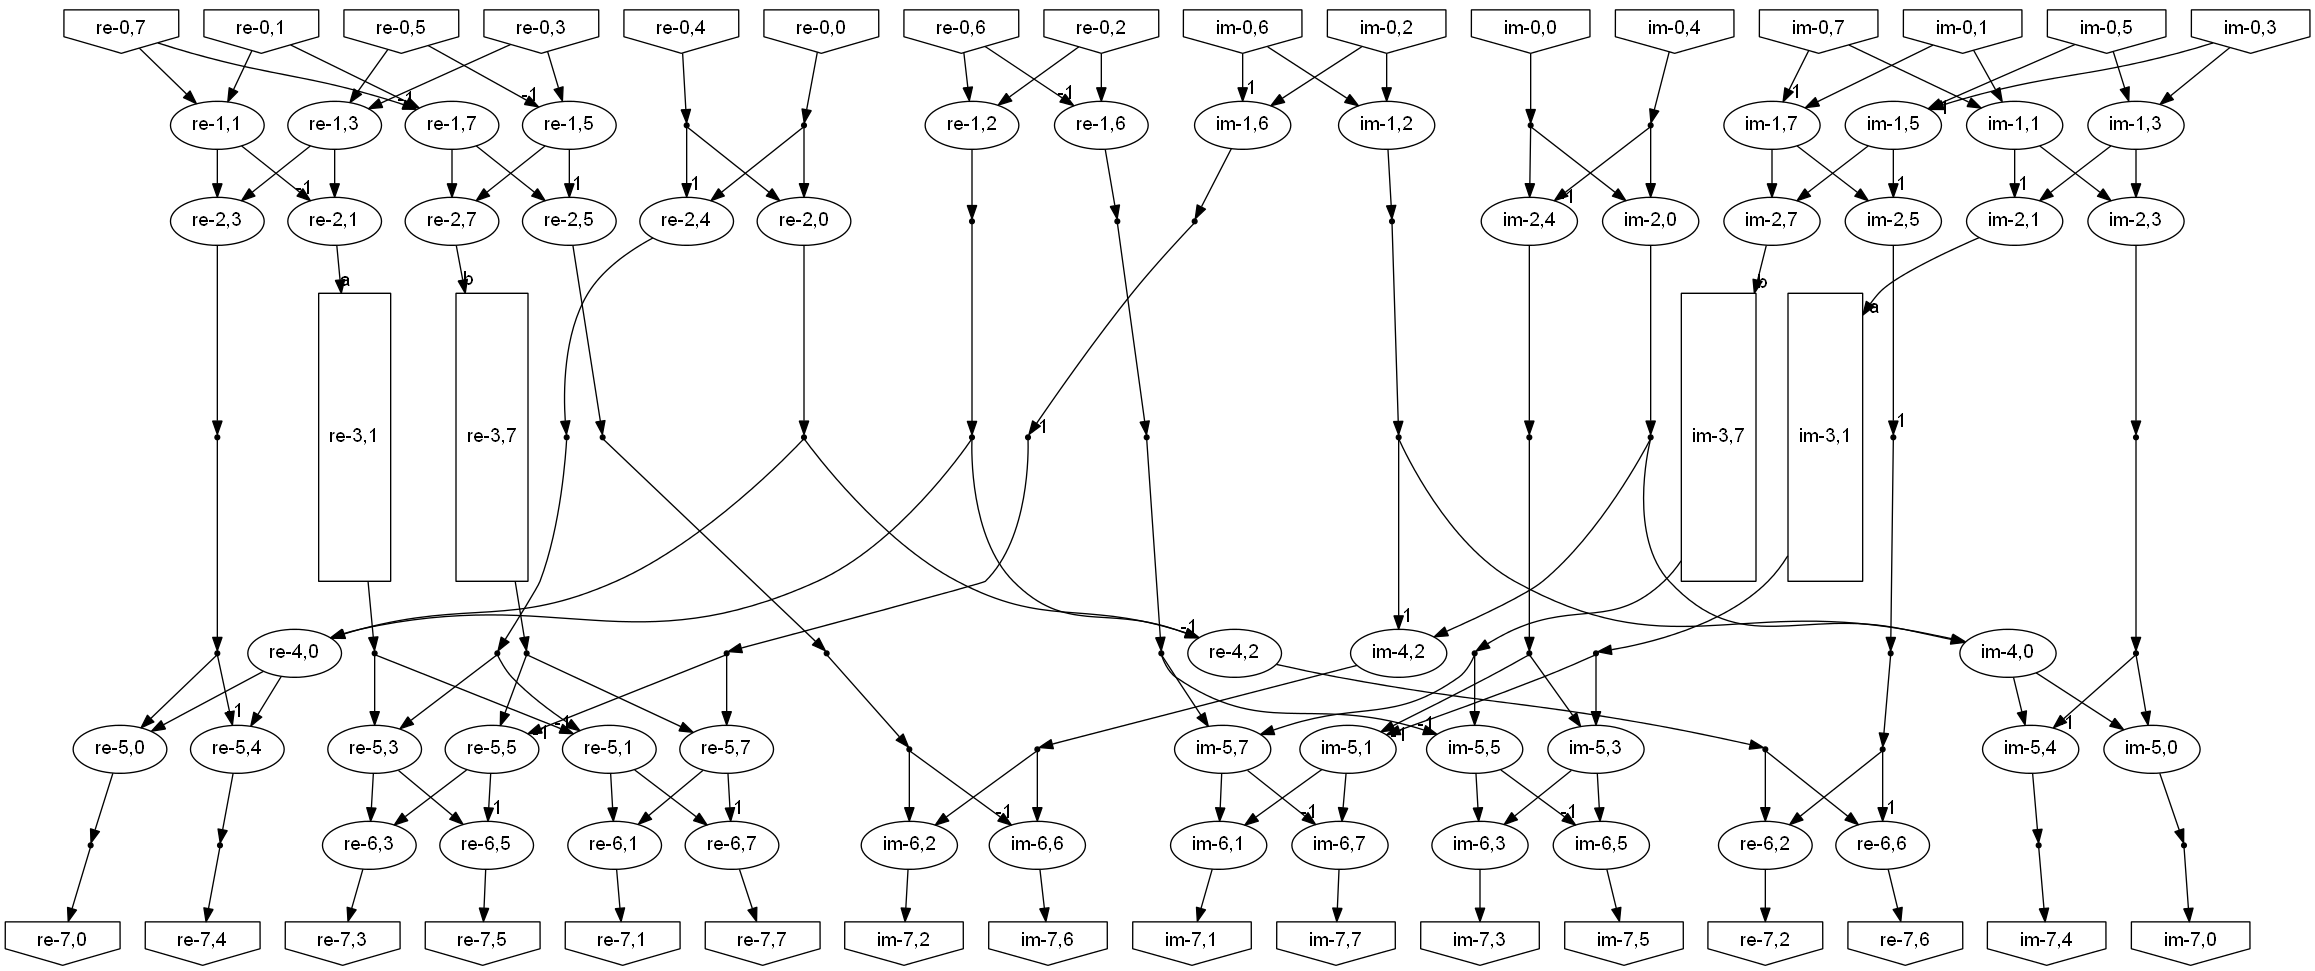 re-0,7 re-0,1 re-0,5 re-0,3 re-0,4 re-0,0 re-0,6 re-0,2 im-0,6 im-0,2 im-0,0 im-0,4 im-0,7 im-0,1 im-0,5 im-0,3
-1 -1 -1 -1 -1 -1
re-1,1 re-1,3 re-1,7 re-1,5 re-1,2 re-1,6 im-1,6 im-1,2 im-1,7 im-1,5 im-1,1 im-1,3
-1 -1 -1 -1 -1 -1
re-2,3 re-2,1 re-2,7 re-2,5 re-2,4 re-2,0 im-2,4 im-2,0 im-2,7 im-2,5 im-2,1 im-2,3
a b b a
-1 -1
re-3,1 re-3,7 im-3,7 im-3,1
-1 -1
re-4,0 re-4,2 im-4,2 im-4,0
-1 -1 -1 -1 -1 -1
re-5,0 re-5,4 re-5,3 re-5,5 re-5,1 re-5,7 im-5,7 im-5,1 im-5,5 im-5,3 im-5,4 im-5,0
-1 -1 -1 -1 -1 -1
re-6,3 re-6,5 re-6,1 re-6,7 im-6,2 im-6,6 im-6,1 im-6,7 im-6,3 im-6,5 re-6,2 re-6,6
re-7,0 re-7,4 re-7,3 re-7,5 re-7,1 re-7,7 im-7,2 im-7,6 im-7,1 im-7,7 im-7,3 im-7,5 re-7,2 re-7,6 im-7,4 im-7,0